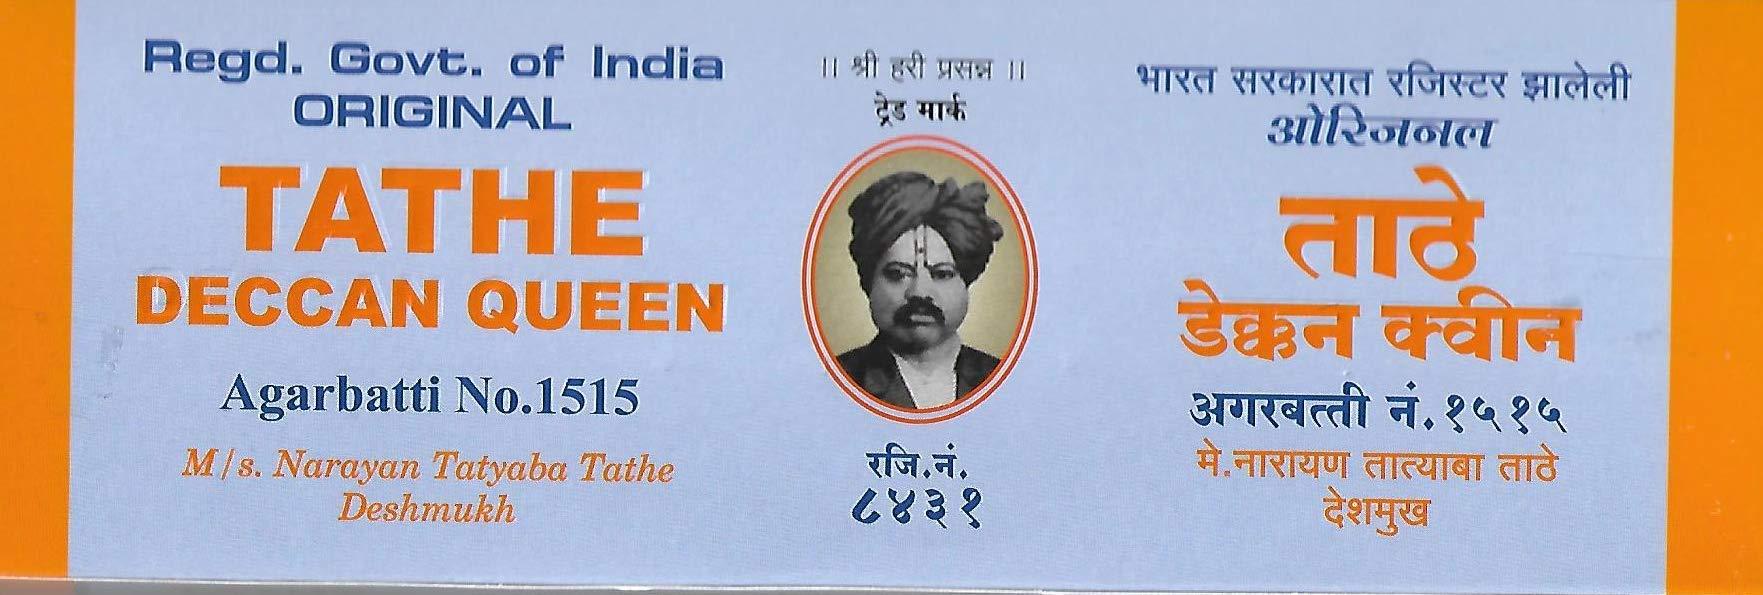 Regd. Govt. of India
ORIGINAL
TATHE
DECCAN QUEEN
Agarbatti No.1515
M/s. Narayan Tatyaba Tathe
Deshmukh
।। श्री हरी प्रसन्न ।।
ट्रेड मार्क
रजि.नं.
८४३१
भारत सरकारात रजिस्टर झालेली
ओरिजनल
ताठे
डेक्कन क्वीन
अगरबत्ती नं.१५१५
मे.नारायण तात्याबा ताठे
देशमुख